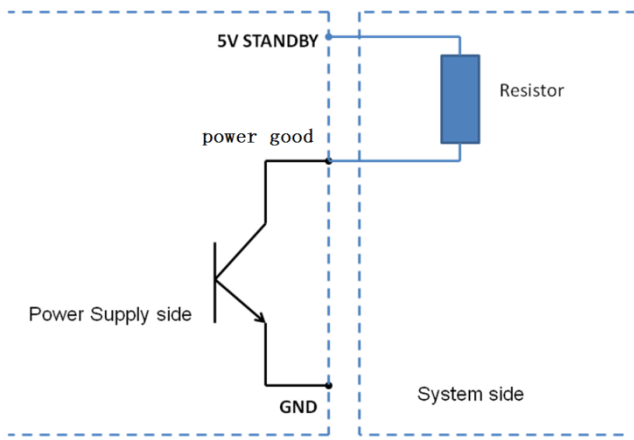 5V STANDBY
Resistor
power good
Power Supply side
System side
GND